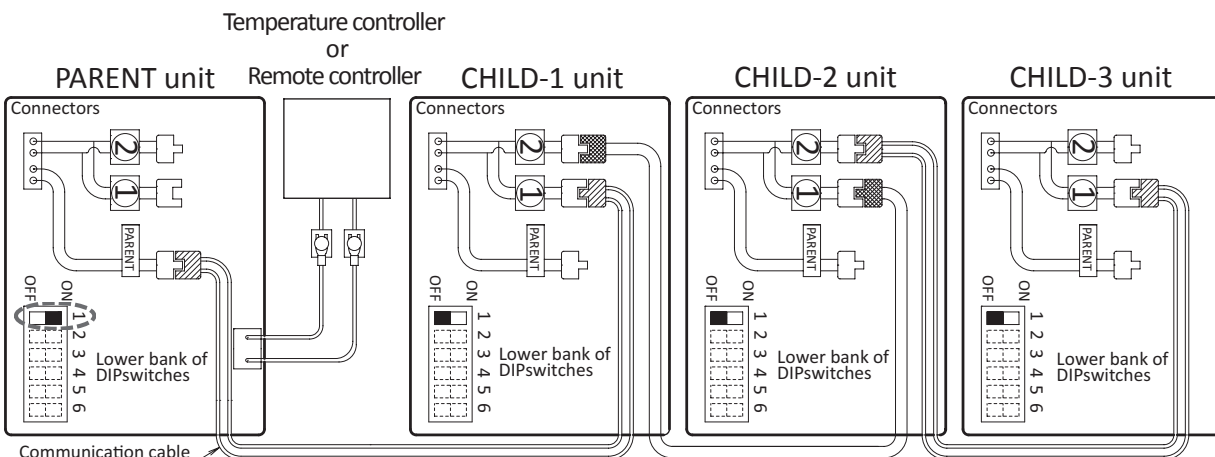 Temperature controller
or
Remote controller
PARENT unit
CHILD-1 unit
CHILD-2 unit
CHILD-3 unit
Connectors
2
1
PARENT
OFF
ON
1
2
3
4
5
6
Lower bank of
DIPswitches
Connectors
2
1
PARENT
OFF
ON
1
2
3
4
5
6
Lower bank of
DIPswitches
Connectors
2
1
PARENT
OFF
ON
1
2
3
4
5
6
Lower bank of
DIPswitches
Connectors
2
1
PARENT
OFF
ON
1
2
3
4
5
6
Lower bank of
DIPswitches
Communication cable